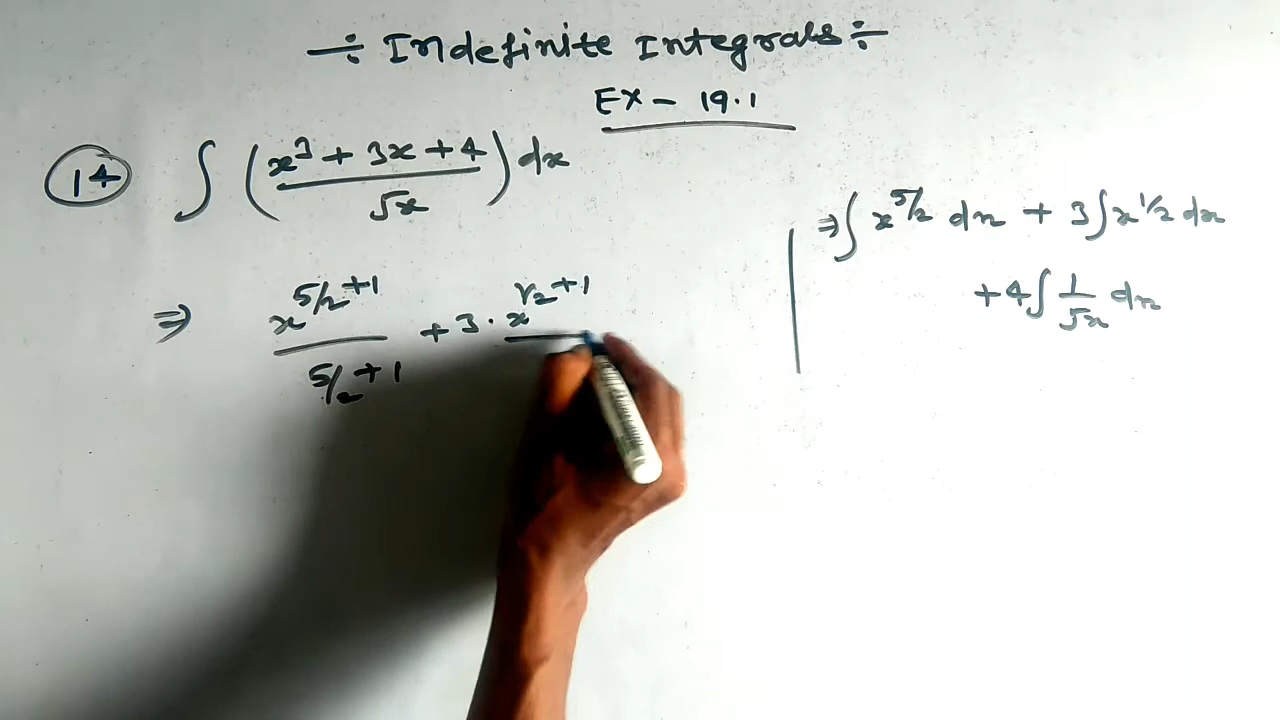 ÷ Indefinite Integrals ÷
EX - 19.1
14 ∫ (x³ + 3x + 4 / √x) dx
⇒ ∫ x^5/2 dx + 3∫x^1/2 dx
+ 4∫ 1/√x dx
⇒ x^5/2+1 / 5/2+1 + 3 · x^1/2+1